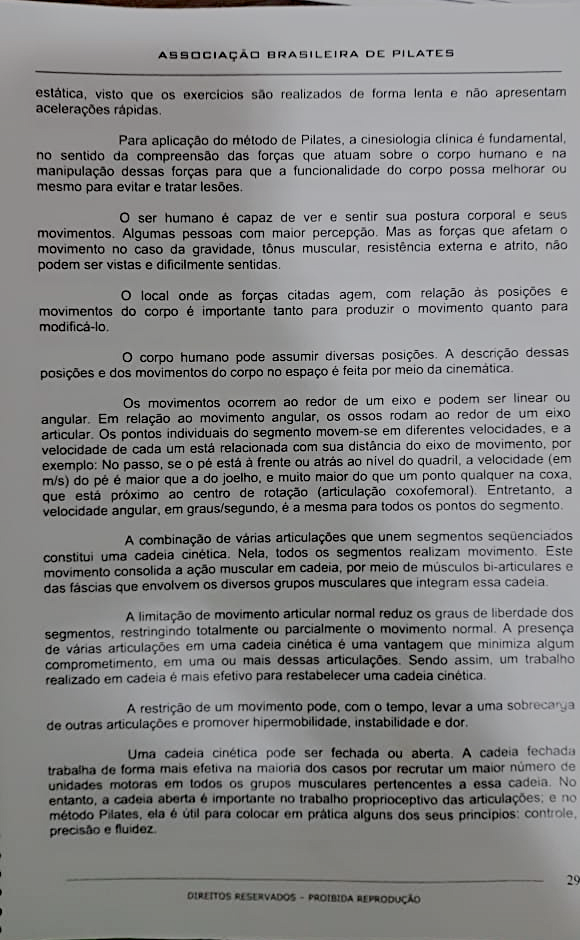 ASSOCIAÇÃO BRASILEIRA DE PILATES
estática, visto que os exercícios são realizados de forma lenta e não apresentam
acelerações rápidas.
Para aplicação do método de Pilates, a cinesiologia clínica é fundamental,
no sentido da compreensão das forças que atuam sobre o corpo humano e na
manipulação dessas forças para que a funcionalidade do corpo possa melhorar ou
mesmo para evitar e tratar lesões.
O ser humano é capaz de ver e sentir sua postura corporal e seus
movimentos. Algumas pessoas com maior percepção. Mas as forças que afetam o
movimento no caso da gravidade, tônus muscular, resistência externa e atrito, não
podem ser vistas e dificilmente sentidas.
O local onde as forças citadas agem, com relação às posições e
movimentos do corpo é importante tanto para produzir o movimento quanto para
modificá-lo.
O corpo humano pode assumir diversas posições. A descrição dessas
posições e dos movimentos do corpo no espaço é feita por meio da cinemática.
Os movimentos ocorrem ao redor de um eixo e podem ser linear ou
angular. Em relação ao movimento angular, os ossos rodam ao redor de um eixo
articular. Os pontos individuais do segmento movem-se em diferentes velocidades, e a
velocidade de cada um está relacionada com sua distância do eixo de movimento, por
exemplo: No passo, se o pé está à frente ou atrás ao nível do quadril, a velocidade (em
m/s) do pé é maior que a do joelho, e muito maior do que um ponto qualquer na coxa,
que está próximo ao centro de rotação (articulação coxofemoral). Entretanto, a
velocidade angular, em graus/segundo, é a mesma para todos os pontos do segmento.
A combinação de várias articulações que unem segmentos seqüenciados
constitui uma cadeia cinética. Nela, todos os segmentos realizam movimento. Este
movimento consolida a ação muscular em cadeia, por meio de músculos bi-articulares e
das fáscias que envolvem os diversos grupos musculares que integram essa cadeia.
A limitação de movimento articular normal reduz os graus de liberdade dos
segmentos, restringindo totalmente ou parcialmente o movimento normal. A presença
de várias articulações em uma cadeia cinética é uma vantagem que minimiza algum
comprometimento, em uma ou mais dessas articulações. Sendo assim, um trabalho
realizado em cadeia é mais efetivo para restabelecer uma cadeia cinética.
A restrição de um movimento pode, com o tempo, levar a uma sobrecarga
de outras articulações e promover hipermobilidade, instabilidade e dor.
Uma cadeia cinética pode ser fechada ou aberta. A cadeia fechada
trabalha de forma mais efetiva na maioria dos casos por recrutar um maior número de
unidades motoras em todos os grupos musculares pertencentes a essa cadeia. No
entanto, a cadeia aberta é importante no trabalho proprioceptivo das articulações; e no
método Pilates, ela é útil para colocar em prática alguns dos seus princípios: controle,
precisão e fluidez.
29
DIREITOS RESERVADOS - PROIBIDA REPRODUÇÃO